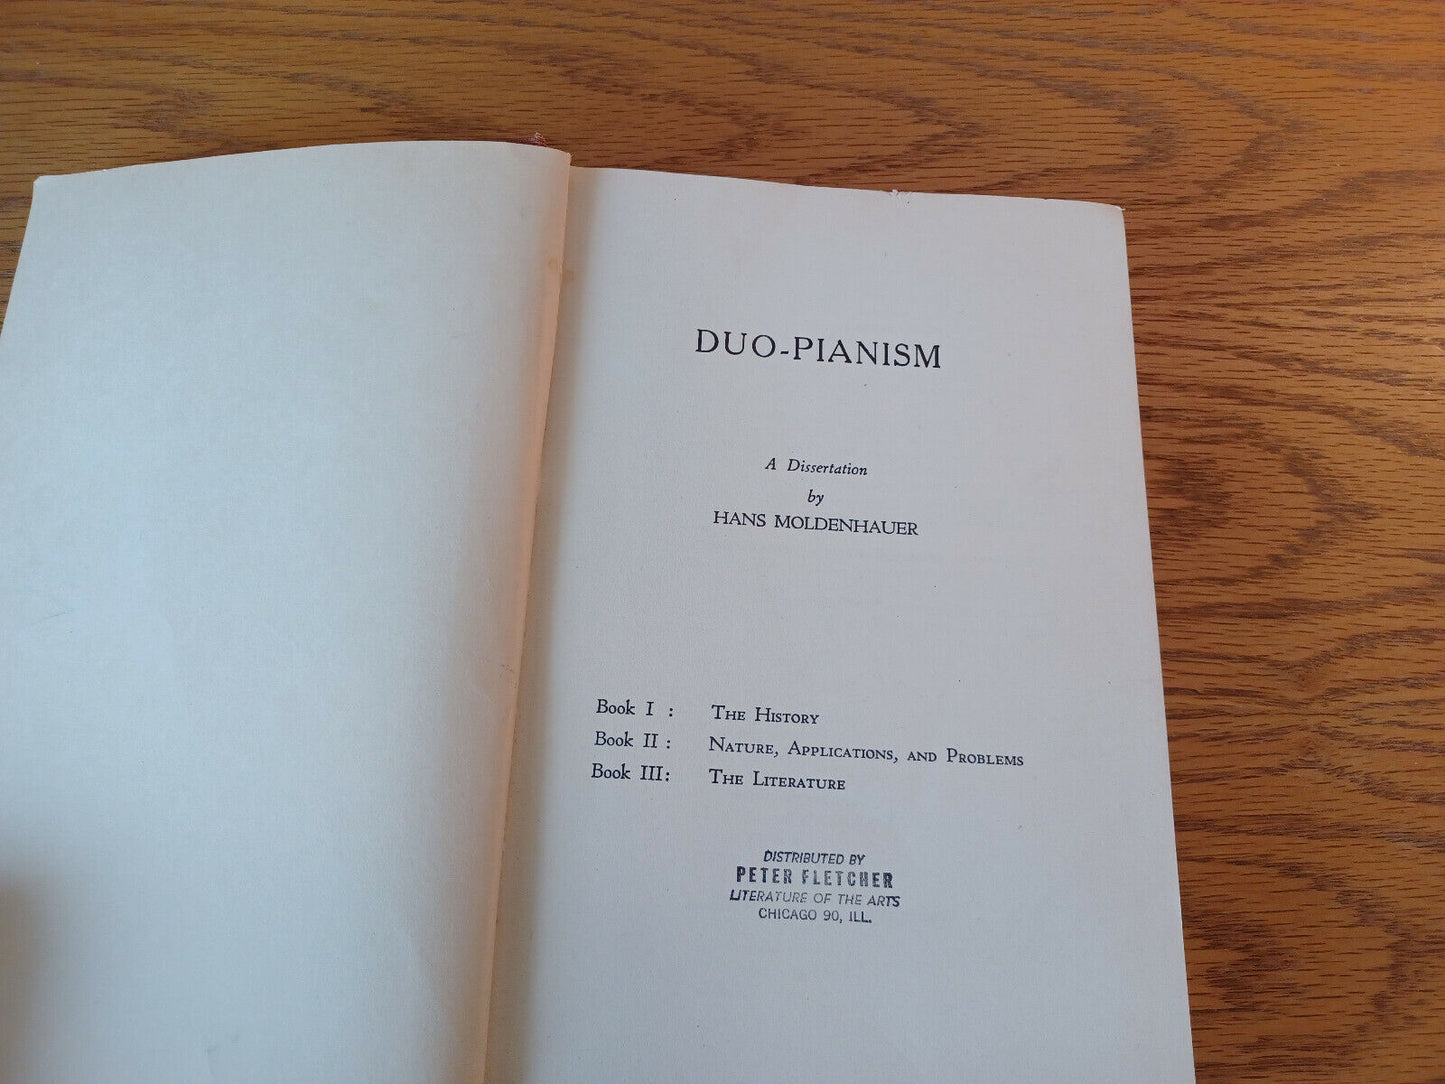 DUO-PIANISM
A Dissertation
by
HANS MOLDENHAUER
Book I : The History
Book II : Nature, Applications, and Problems
Book III: The Literature
DISTRIBUTED BY
PETER FLETCHER
LITERATURE OF THE ARTS
CHICAGO 90, ILL.